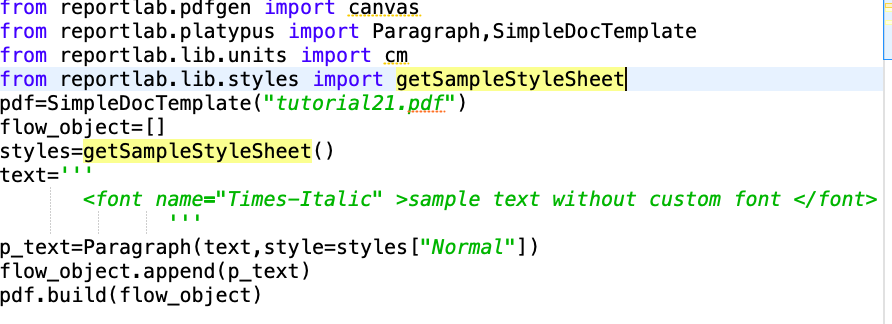 from reportlab.pdfgen import canvas
from reportlab.platypus import Paragraph,SimpleDocTemplate
from reportlab.lib.units import cm
from reportlab.lib.styles import getSampleStyleSheet
pdf=SimpleDocTemplate("tutorial21.pdf")
flow_object=[]
styles=getSampleStyleSheet()
text='''
<font name="Times-Italic" >sample text without custom font </font>
'''
p_text=Paragraph(text,style=styles["Normal"])
flow_object.append(p_text)
pdf.build(flow_object)